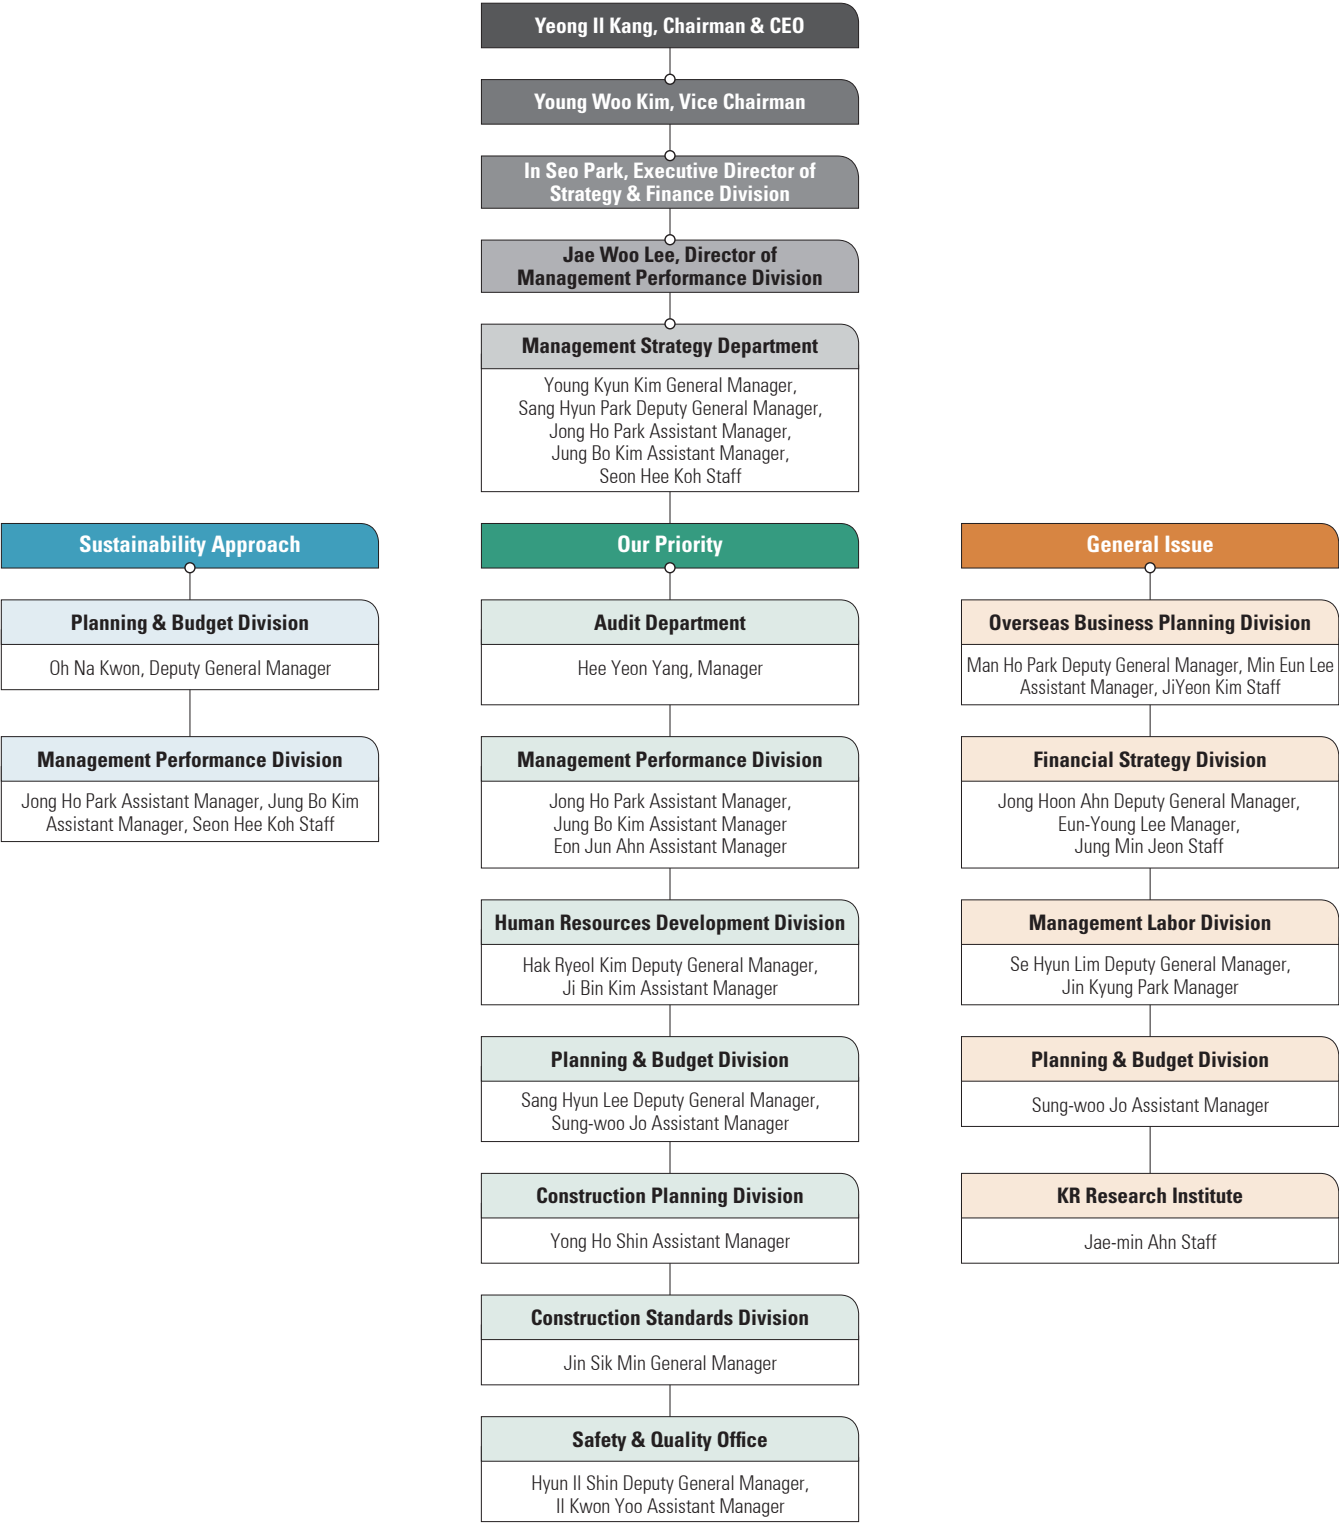 Yeong Il Kang, Chairman & CEO
Young Woo Kim, Vice Chairman
In Seo Park, Executive Director of
Strategy & Finance Division
Jae Woo Lee, Director of
Management Performance Division
Management Strategy Department
Young Kyun Kim General Manager,
Sang Hyun Park Deputy General Manager,
Jong Ho Park Assistant Manager,
Jung Bo Kim Assistant Manager,
Seon Hee Koh Staff
Sustainability Approach
Planning & Budget Division
Oh Na Kwon, Deputy General Manager
Management Performance Division
Jong Ho Park Assistant Manager, Jung Bo Kim
Assistant Manager, Seon Hee Koh Staff
Our Priority
Audit Department
Hee Yeon Yang, Manager
Management Performance Division
Jong Ho Park Assistant Manager,
Jung Bo Kim Assistant Manager
Eon Jun Ahn Assistant Manager
Human Resources Development Division
Hak Ryeol Kim Deputy General Manager,
Ji Bin Kim Assistant Manager
Planning & Budget Division
Sang Hyun Lee Deputy General Manager,
Sung-woo Jo Assistant Manager
Construction Planning Division
Yong Ho Shin Assistant Manager
Construction Standards Division
Jin Sik Min General Manager
Safety & Quality Office
Hyun Il Shin Deputy General Manager,
Il Kwon Yoo Assistant Manager
General Issue
Overseas Business Planning Division
Man Ho Park Deputy General Manager, Min Eun Lee
Assistant Manager, JiYeon Kim Staff
Financial Strategy Division
Jong Hoon Ahn Deputy General Manager,
Eun-Young Lee Manager,
Jung Min Jeon Staff
Management Labor Division
Se Hyun Lim Deputy General Manager,
Jin Kyung Park Manager
Planning & Budget Division
Sung-woo Jo Assistant Manager
KR Research Institute
Jae-min Ahn Staff